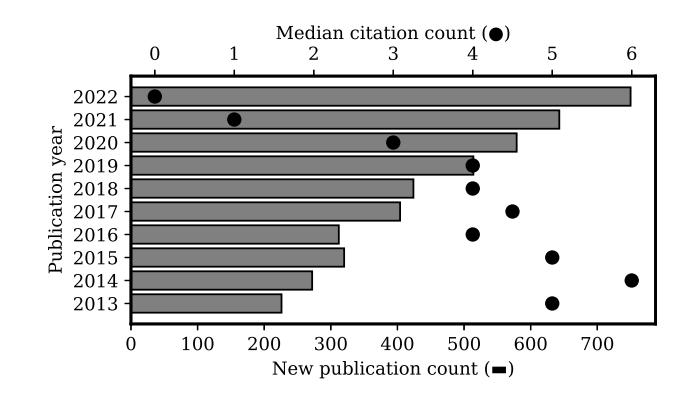 Median citation count (●)
0 1 2 3 4 5 6
Publication year
2022
2021
2020
2019
2018
2017
2016
2015
2014
2013
0 100 200 300 400 500 600 700
New publication count (▬)